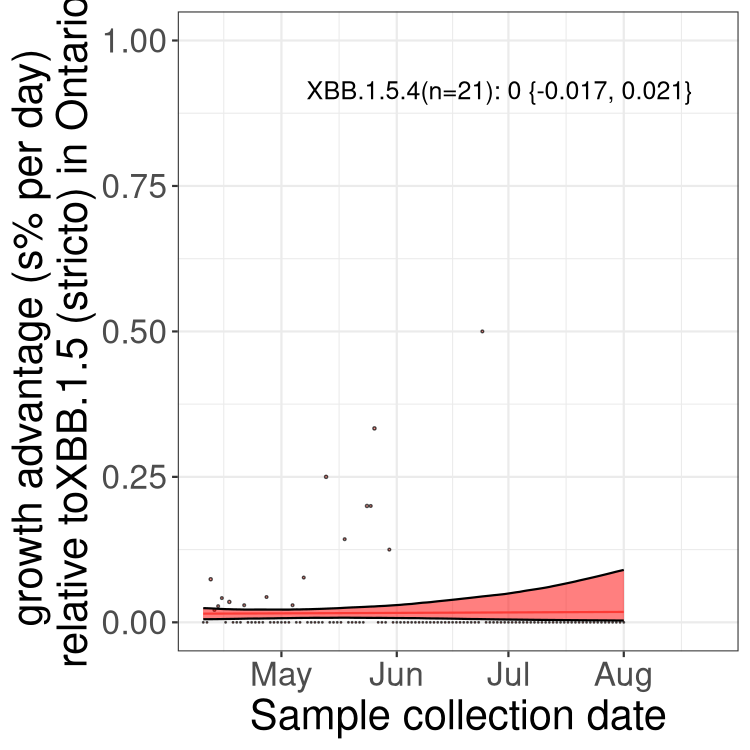 growth advantage (s% per day)
relative toXBB.1.5 (stricto) in Ontario
1.00
0.75
0.50
0.25
0.00
XBB.1.5.4(n=21): 0 {-0.017, 0.021}
May Jun Jul Aug
Sample collection date